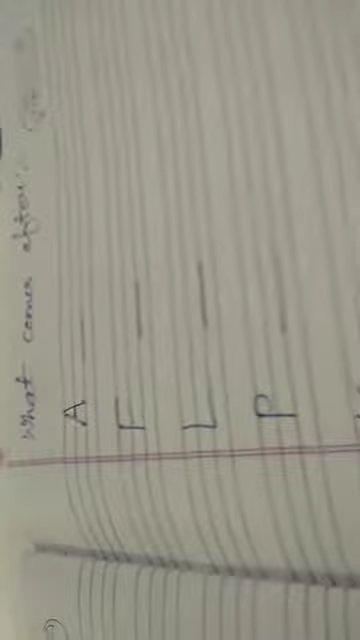 What comes after:
A —
F —
L —
P —